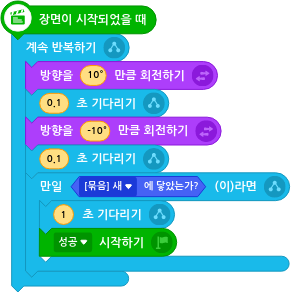 장면이 시작되었을 때
계속 반복하기
방향을 10° 만큼 회전하기
0.1 초 기다리기
방향을 -10° 만큼 회전하기
0.1 초 기다리기
만일 [묶음] 새 에 닿았는가? (이)라면
1 초 기다리기
성공 시작하기